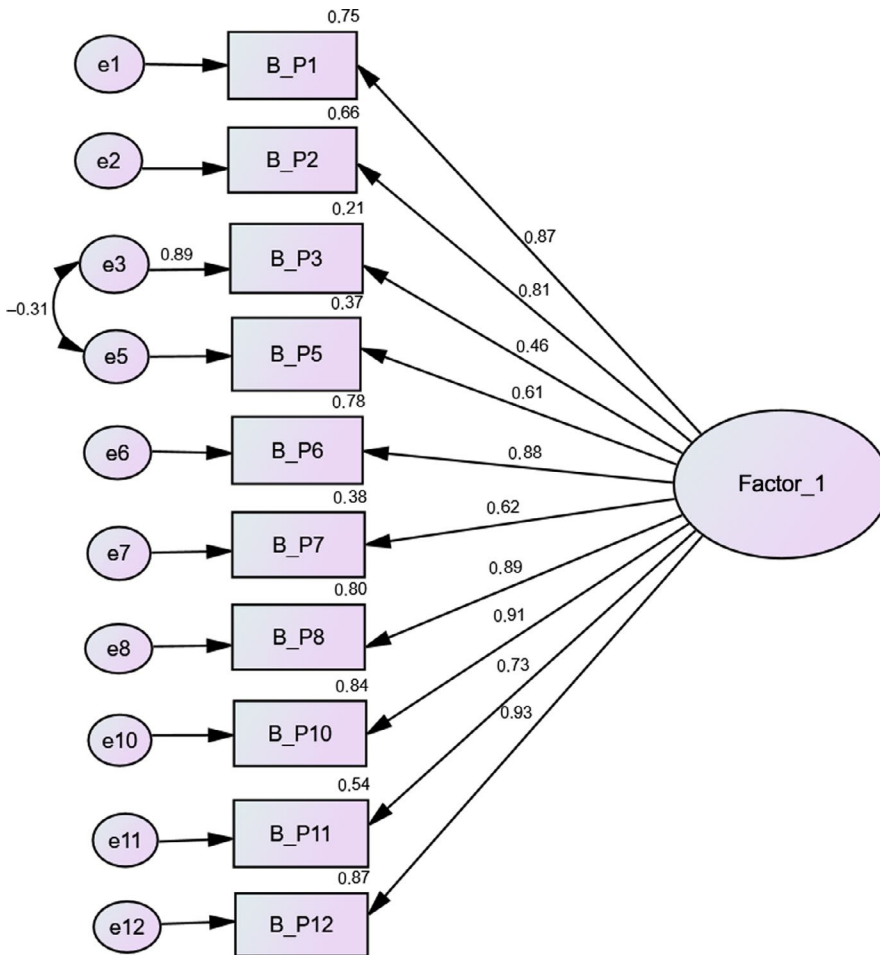 0.75
e1
B_P1
0.66
e2
B_P2
0.21
e3
0.89
B_P3
–0.31
0.37
e5
B_P5
0.78
e6
B_P6
0.38
e7
B_P7
0.80
e8
B_P8
0.84
e10
B_P10
0.54
e11
B_P11
0.87
e12
B_P12
0.87
0.81
0.46
0.61
0.88
0.62
0.89
0.91
0.73
0.93
Factor_1